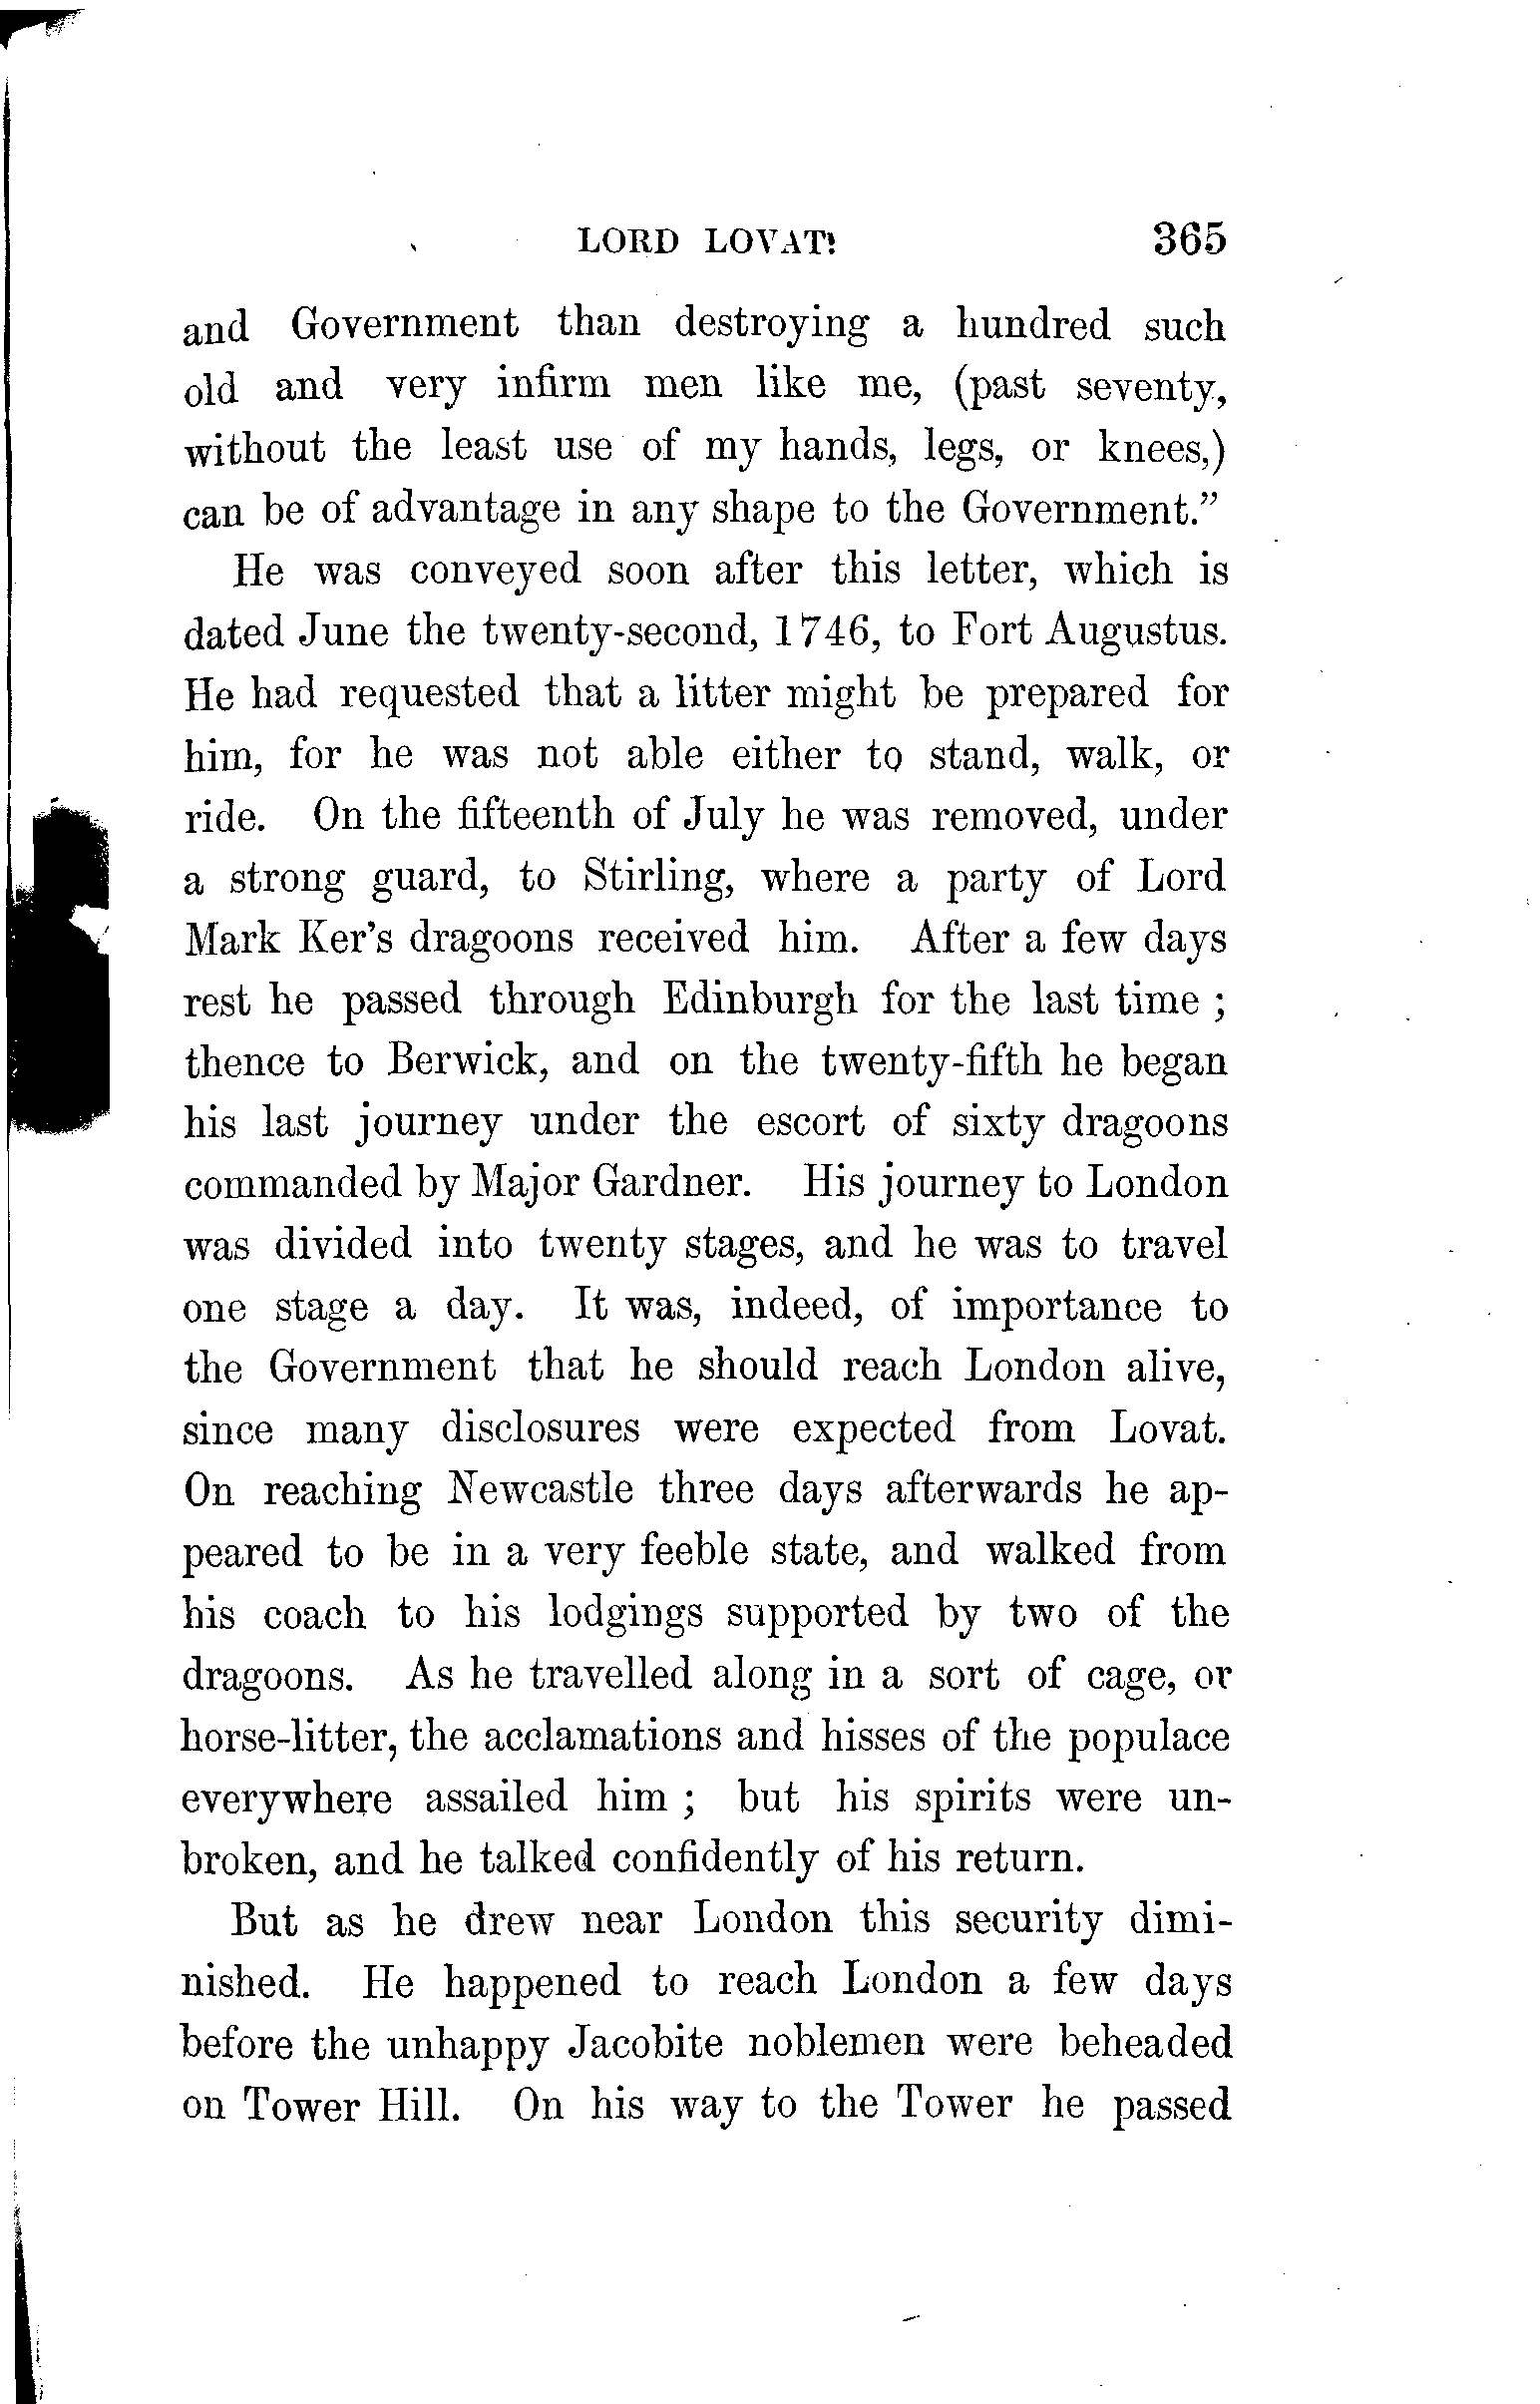 LORD LOVAT. 365
and Government than destroying a hundred such
old and very infirm men like me, (past seventy,
without the least use of my hands, legs, or knees,)
can be of advantage in any shape to the Government.”
He was conveyed soon after this letter, which is
dated June the twenty-second, 1746, to Fort Augustus.
He had requested that a litter might be prepared for
him, for he was not able either to stand, walk, or
ride. On the fifteenth of July he was removed, under
a strong guard, to Stirling, where a party of Lord
Mark Ker’s dragoons received him. After a few days
rest he passed through Edinburgh for the last time ;
thence to Berwick, and on the twenty-fifth he began
his last journey under the escort of sixty dragoons
commanded by Major Gardner. His journey to London
was divided into twenty stages, and he was to travel
one stage a day. It was, indeed, of importance to
the Government that he should reach London alive,
since many disclosures were expected from Lovat.
On reaching Newcastle three days afterwards he ap-
peared to be in a very feeble state, and walked from
his coach to his lodgings supported by two of the
dragoons. As he travelled along in a sort of cage, or
horse-litter, the acclamations and hisses of the populace
everywhere assailed him ; but his spirits were un-
broken, and he talked confidently of his return.
But as he drew near London this security dimi-
nished. He happened to reach London a few days
before the unhappy Jacobite noblemen were beheaded
on Tower Hill. On his way to the Tower he passed